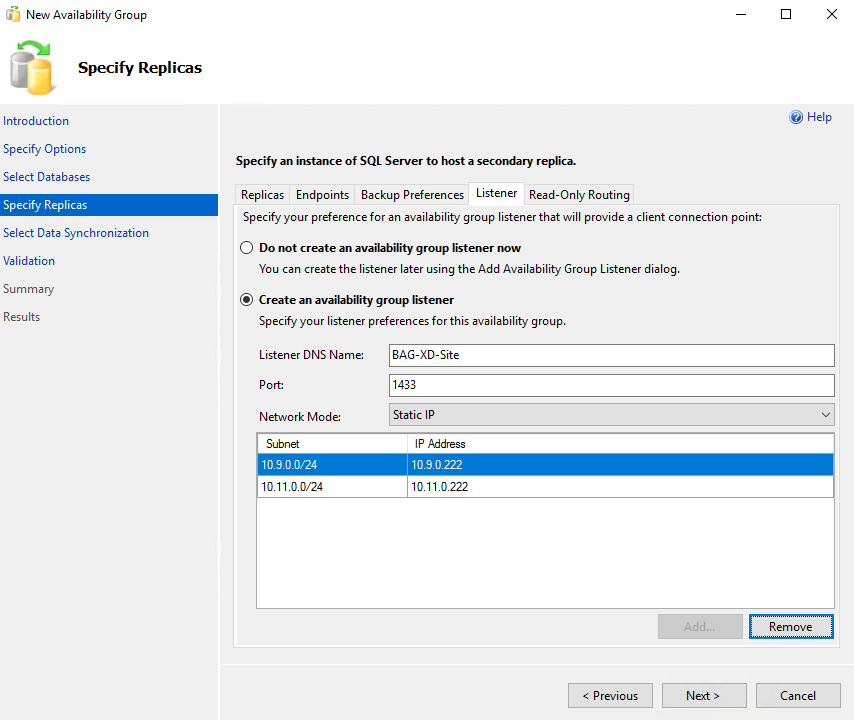 New Availability Group
Specify Replicas
Introduction
Specify Options
Select Databases
Specify Replicas
Select Data Synchronization
Validation
Summary
Results
Help
Specify an instance of SQL Server to host a secondary replica.
Replicas Endpoints Backup Preferences Listener Read-Only Routing
Specify your preference for an availability group listener that will provide a client connection point:
Do not create an availability group listener now
You can create the listener later using the Add Availability Group Listener dialog.
Create an availability group listener
Specify your listener preferences for this availability group.
Listener DNS Name: BAG-XD-Site
Port: 1433
Network Mode: Static IP
Subnet IP Address
10.9.0.0/24 10.9.0.222
10.11.0.0/24 10.11.0.222
Add... Remove
< Previous Next > Cancel